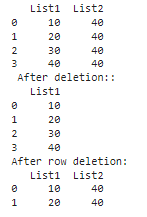 List1 List2
0 10 40
1 20 40
2 30 40
3 40 40
After deletion::
List1
0 10
1 20
2 30
3 40
After row deletion:
List1 List2
0 10 40
1 20 40